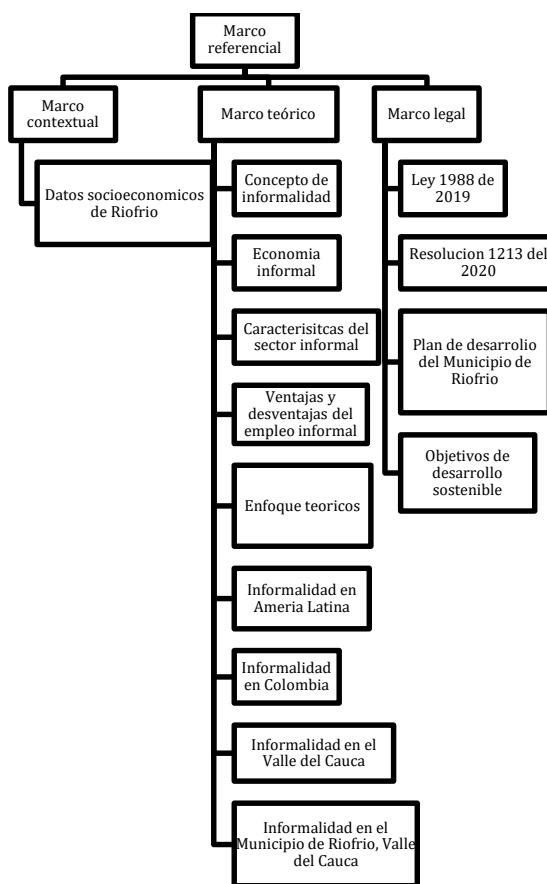 Marco
referencial
Marco
contextual
Datos socioeconomicos
de Riofrio
Marco teórico
Concepto de
informalidad
Economia
informal
Caracterisitcas del
sector informal
Ventajas y
desventajas del
empleo informal
Enfoque teoricos
Informalidad en
Ameria Latina
Informalidad
en Colombia
Informalidad en el
Valle del Cauca
Informalidad en el
Municipio de Riofrio, Valle
del Cauca
Marco legal
Ley 1988 de
2019
Resolucion 1213 del
2020
Plan de desarrolio
del Municipio de
Riofrio
Objetivos de
desarrollo
sostenible